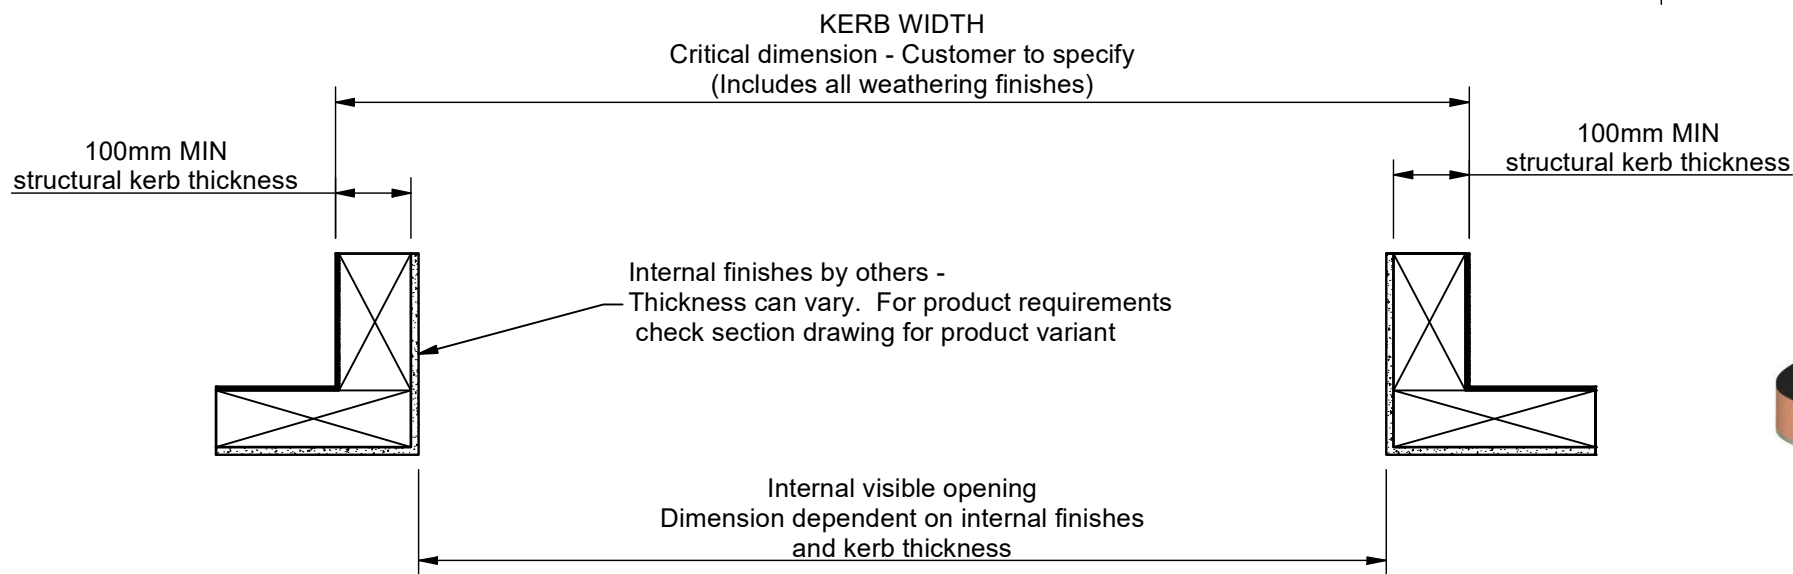 KERB WIDTH
Critical dimension - Customer to specify
(Includes all weathering finishes)
100mm MIN
structural kerb thickness
100mm MIN
structural kerb thickness
Internal finishes by others -
Thickness can vary.  For product requirements
check section drawing for product variant
Internal visible opening
Dimension dependent on internal finishes
and kerb thickness